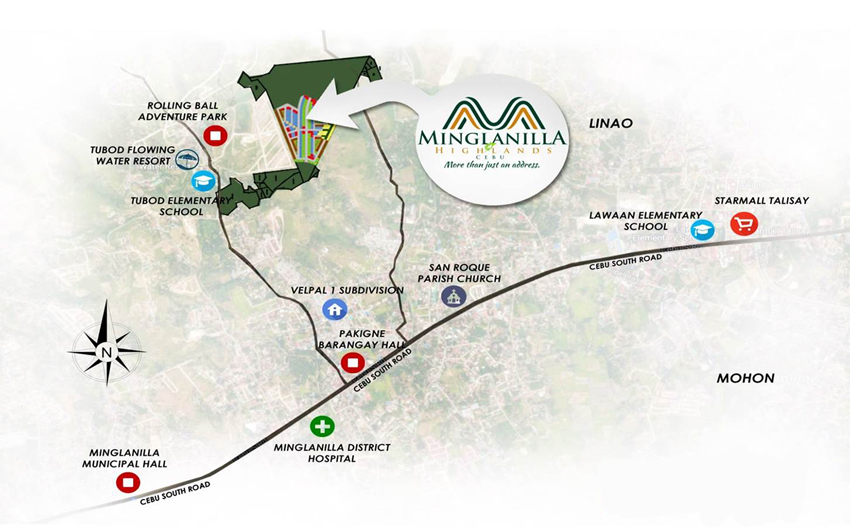 ROLLING BALL
ADVENTURE PARK
TUBOD FLOWING
WATER RESORT
TUBOD ELEMENTARY
SCHOOL
MINGLANILLA
HIGHLANDS
CEBU
More than just an address.
LINAO
STARMALL TALISAY
LAWAAN ELEMENTARY
SCHOOL
CEBU SOUTH ROAD
SAN ROQUE
PARISH CHURCH
VELPAL 1 SUBDIVISION
PAKIGNE
BARANGAY HALL
CEBU SOUTH ROAD
N
MOHON
MINGLANILLA DISTRICT
HOSPITAL
MINGLANILLA
MUNICIPAL HALL
CEBU SOUTH ROAD